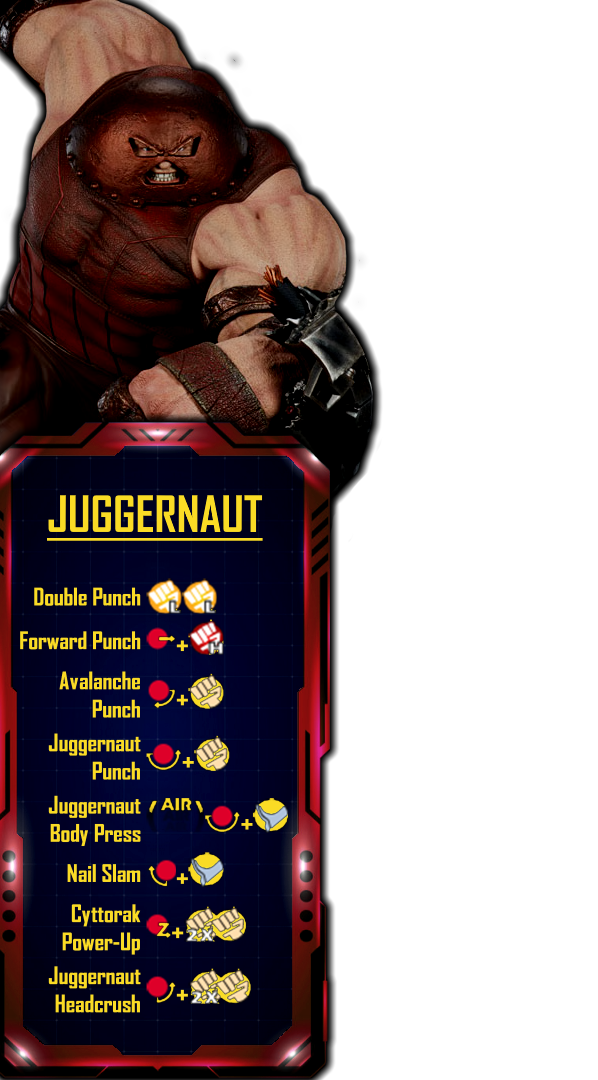 JUGGERNAUT
Double Punch L L
Forward Punch + H
Avalanche
Punch +
Juggernaut
Punch +
Juggernaut AIR
Body Press +
Nail Slam +
Cyttorak
Power-Up Z + 2X
Juggernaut
Headcrush + 2X